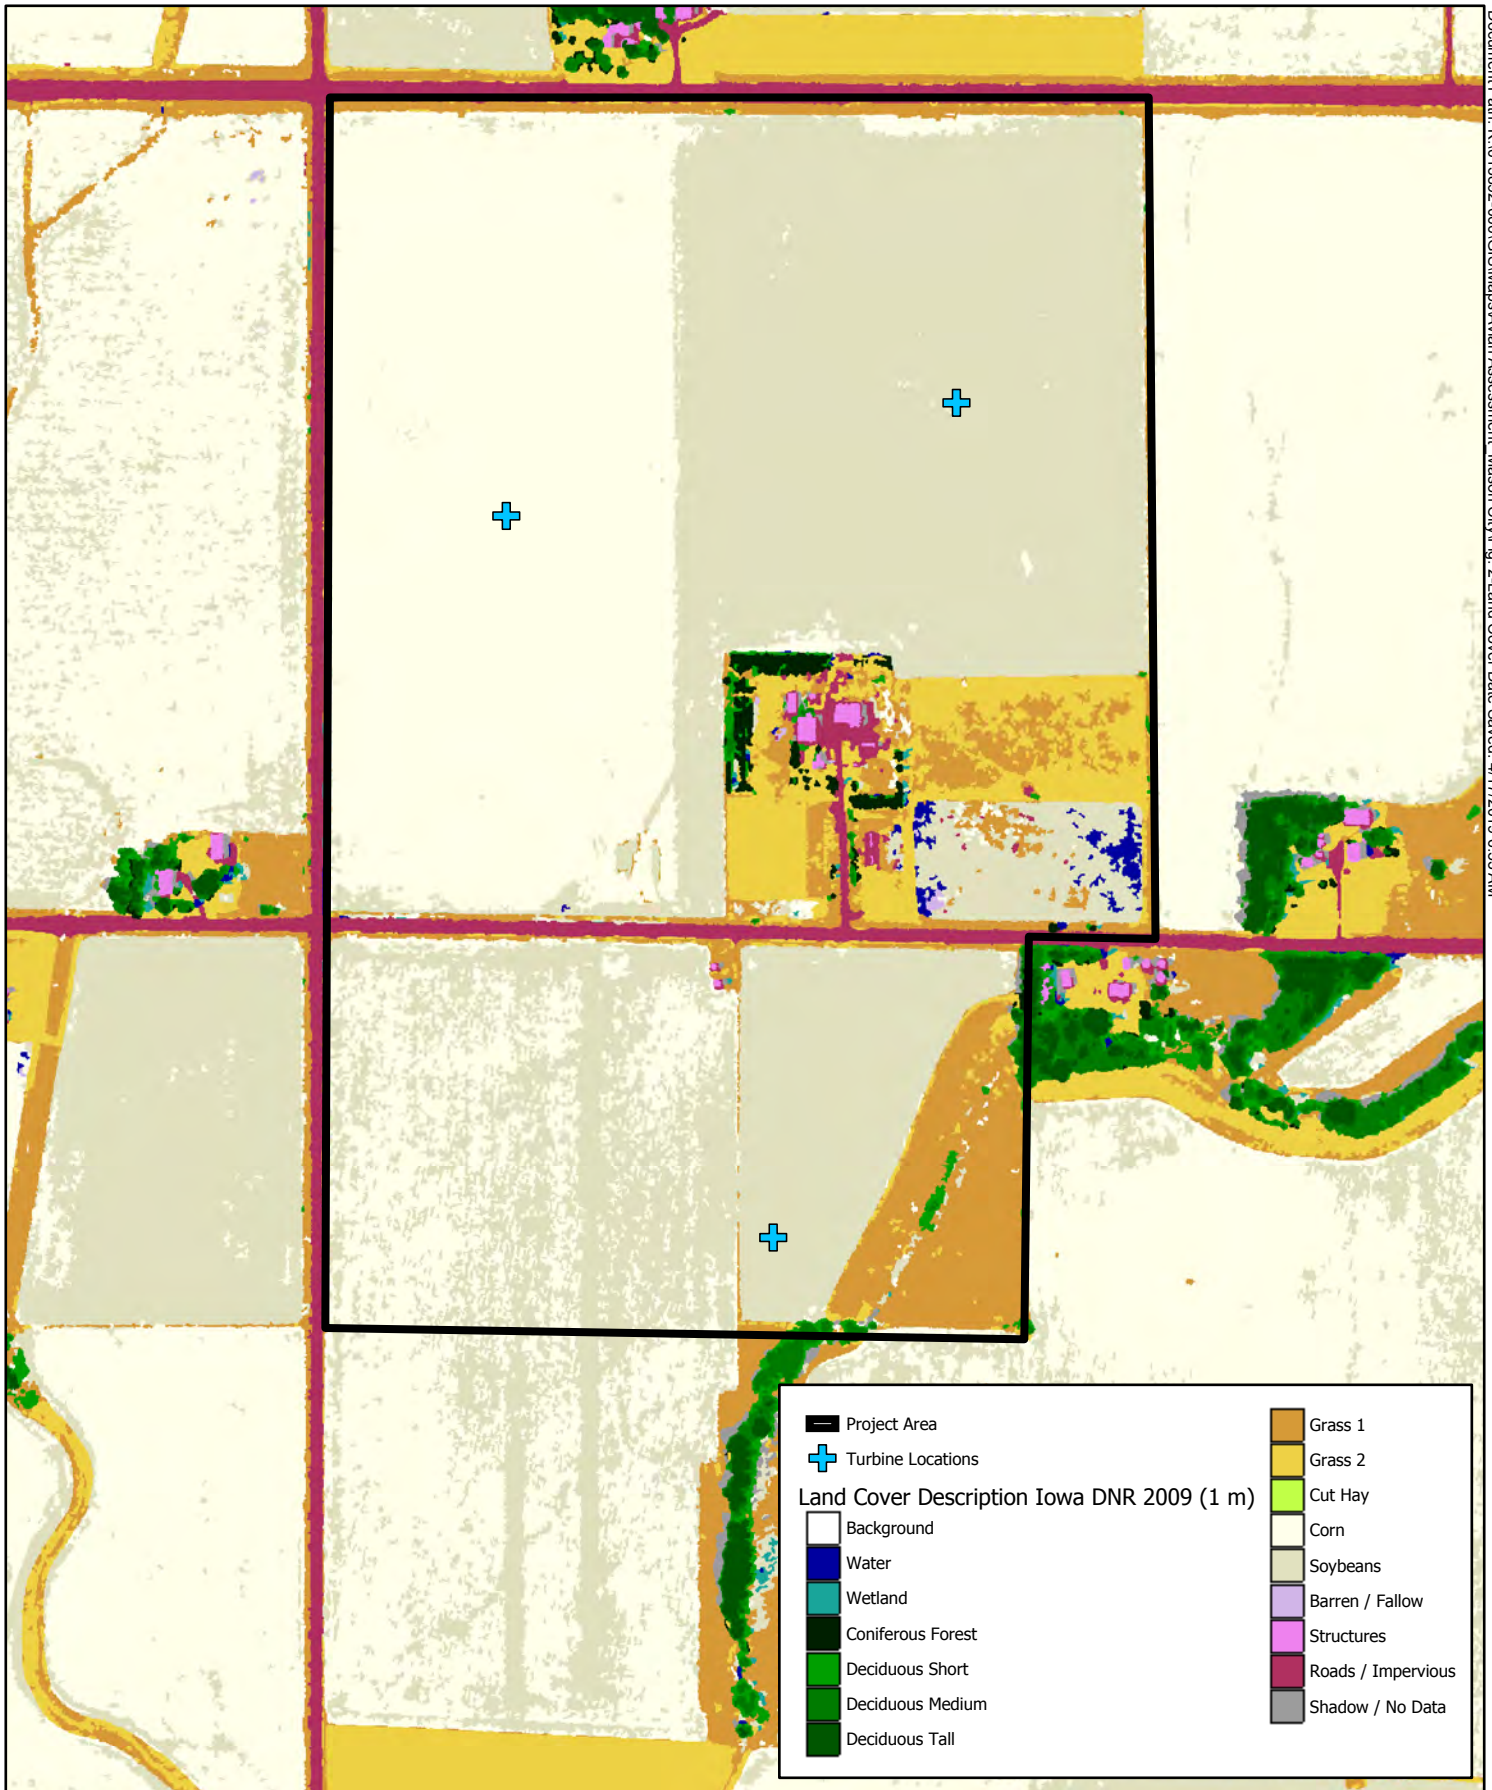 Project Area
Turbine Locations
Land Cover Description Iowa DNR 2009 (1 m)
Background
Water
Wetland
Coniferous Forest
Deciduous Short
Deciduous Medium
Deciduous Tall
Grass 1
Grass 2
Cut Hay
Corn
Soybeans
Barren / Fallow
Structures
Roads / Impervious
Shadow / No Data